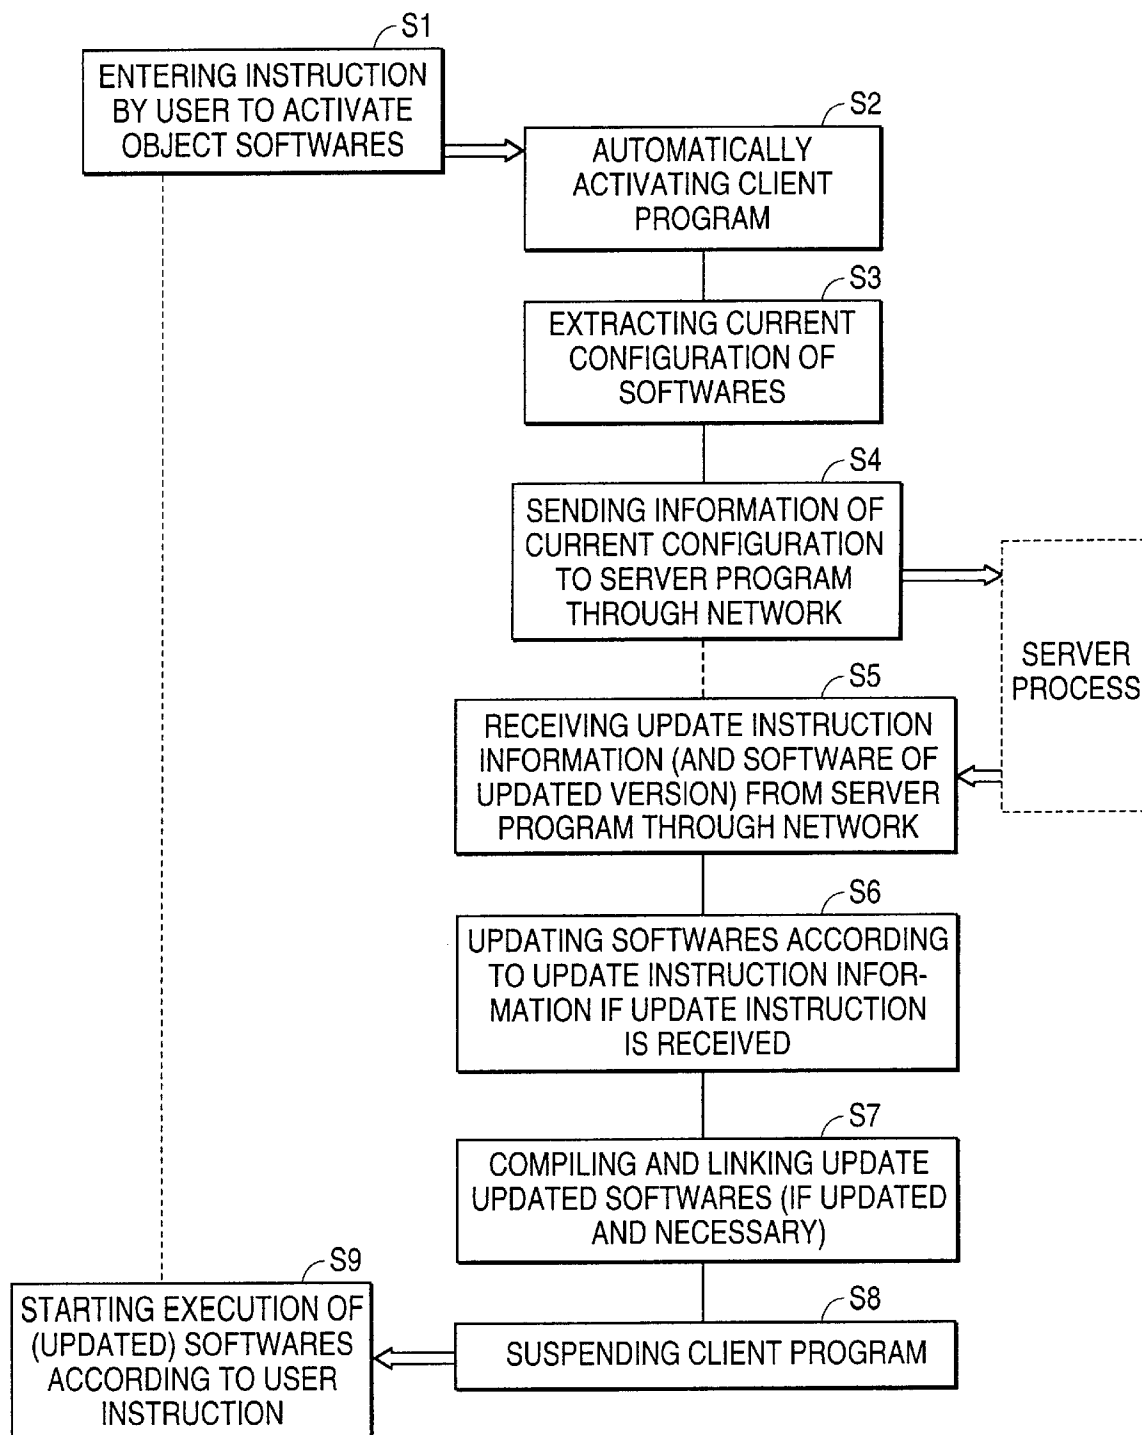 S1
ENTERING INSTRUCTION
BY USER TO ACTIVATE
OBJECT SOFTWARES
S2
AUTOMATICALLY
ACTIVATING CLIENT
PROGRAM
S3
EXTRACTING CURRENT
CONFIGURATION OF
SOFTWARES
S4
SENDING INFORMATION OF
CURRENT CONFIGURATION
TO SERVER PROGRAM
THROUGH NETWORK
SERVER
PROCESS
S5
RECEIVING UPDATE INSTRUCTION
INFORMATION (AND SOFTWARE OF
UPDATED VERSION) FROM SERVER
PROGRAM THROUGH NETWORK
S6
UPDATING SOFTWARES ACCORDING
TO UPDATE INSTRUCTION INFOR-
MATION IF UPDATE INSTRUCTION
IS RECEIVED
S7
COMPILING AND LINKING UPDATE
UPDATED SOFTWARES (IF UPDATED
AND NECESSARY)
S8
SUSPENDING CLIENT PROGRAM
S9
STARTING EXECUTION OF
(UPDATED) SOFTWARES
ACCORDING TO USER
INSTRUCTION